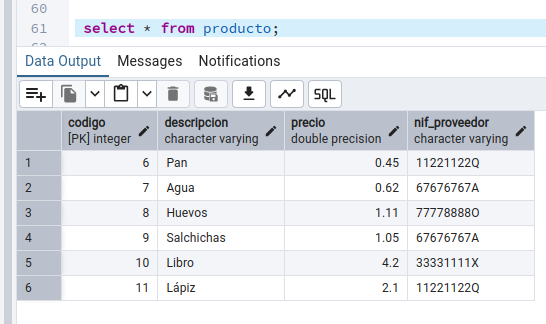 60
61 select * from producto;
Data Output Messages Notifications
SQL
codigo descripcion precio nif_proveedor
[PK] integer character varying double precision character varying
1 6 Pan 0.45 11221122Q
2 7 Agua 0.62 67676767A
3 8 Huevos 1.11 77778888O
4 9 Salchichas 1.05 67676767A
5 10 Libro 4.2 33331111X
6 11 Lápiz 2.1 11221122Q